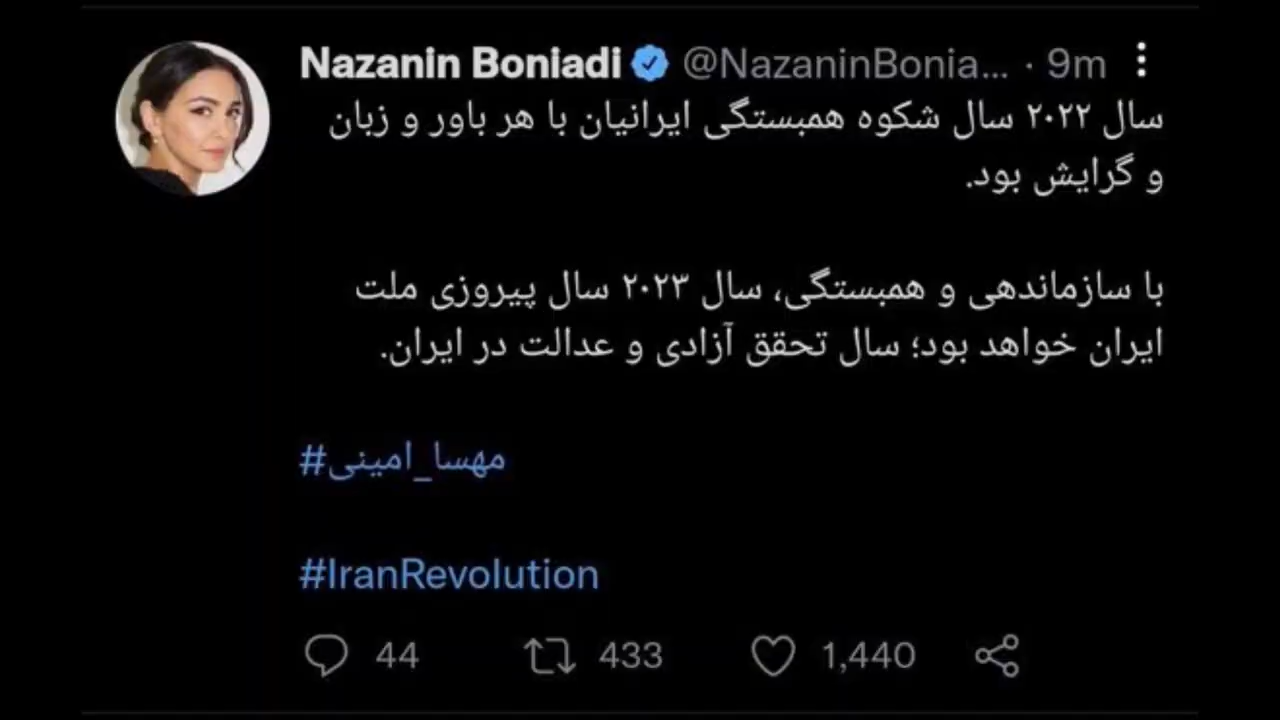 Nazanin Boniadi @NazaninBonia... · 9m
سال ۲۰۲۲ سال شکوه همبستگی ایرانیان با هر باور و زبان
و گرایش بود.
با سازماندهی و همبستگی، سال ۲۰۲۳ سال پیروزی ملت
ایران خواهد بود؛ سال تحقق آزادی و عدالت در ایران.
#مهسا_امینی
#IranRevolution
44 433 1,440